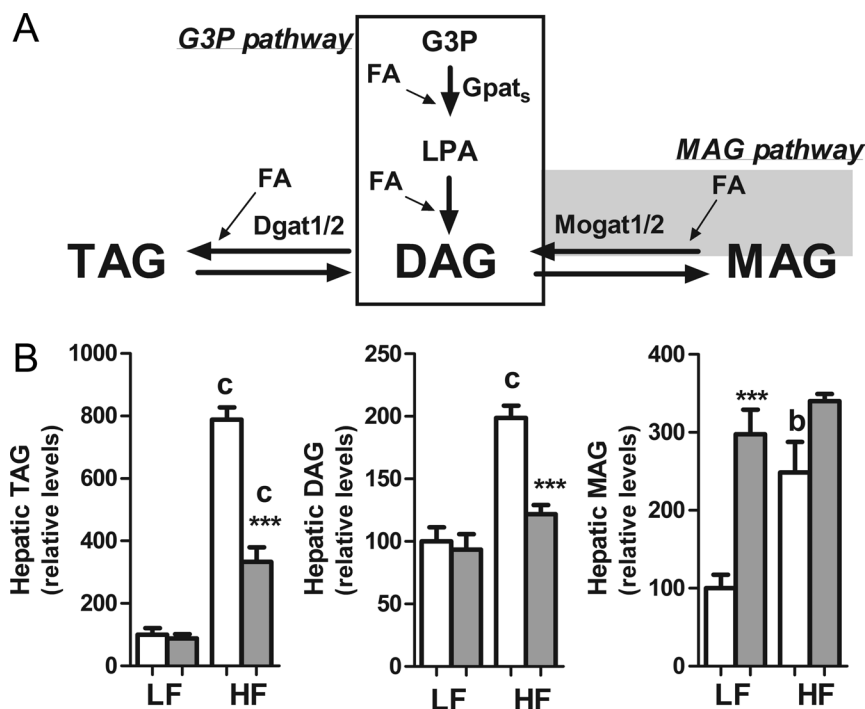 A
G3P pathway
G3P
FA
Gpats
LPA
MAG pathway
FA
FA
FA
Dgat1/2
Mogat1/2
TAG
DAG
MAG
B
Hepatic TAG
(relative levels)
1000
800
600
400
200
0
c
c
***
LF
HF
Hepatic DAG
(relative levels)
250
200
150
100
50
0
c
***
LF
HF
Hepatic MAG
(relative levels)
400
300
200
100
0
***
b
LF
HF